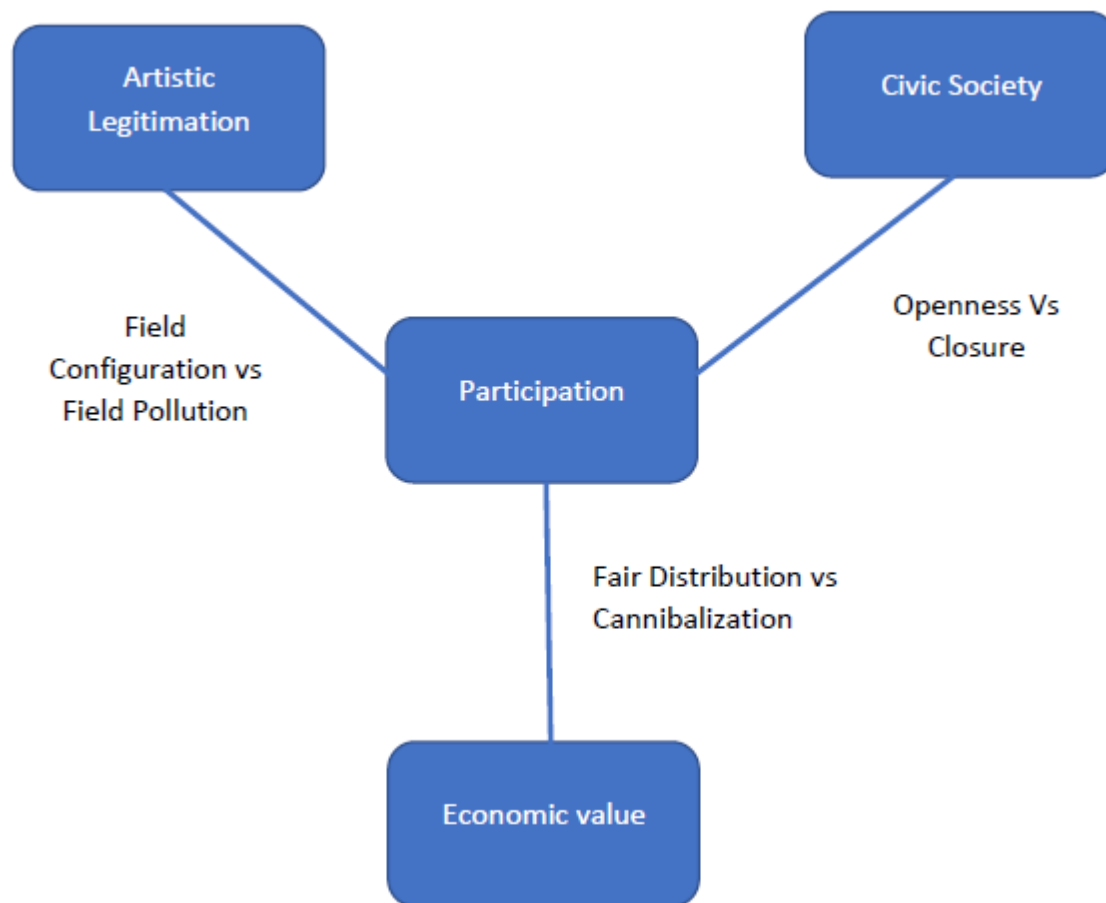 Artistic
Legitimation
Civic Society
Field
Configuration vs
Field Pollution
Openness Vs
Closure
Participation
Fair Distribution vs
Cannibalization
Economic value